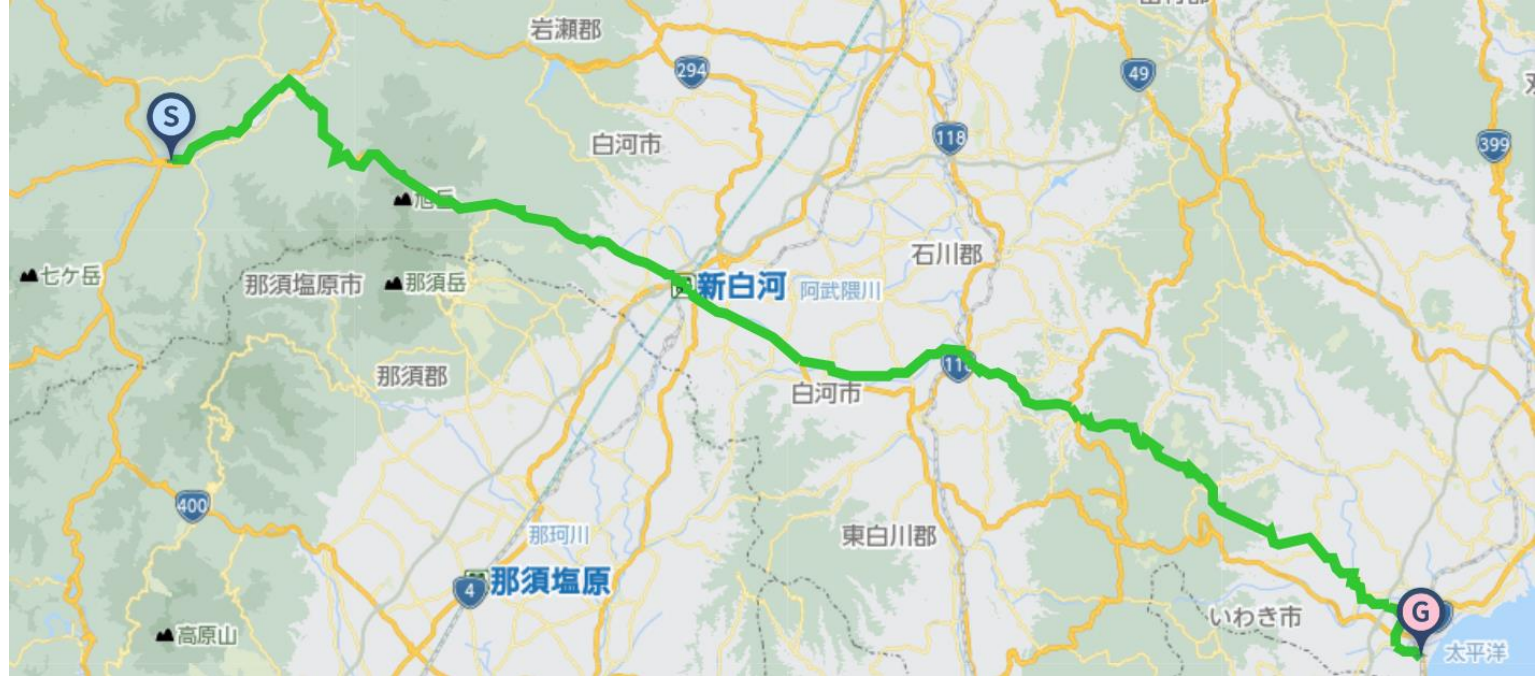 岩瀬郡
294
49
S
118
白河市
399
旭岳
石川郡
七ケ岳
那須塩原市
那須岳
新白河
阿武隈川
那須郡
118
白河市
400
那珂川
東白川郡
那須塩原
4
G
いわき市
高原山
太平洋